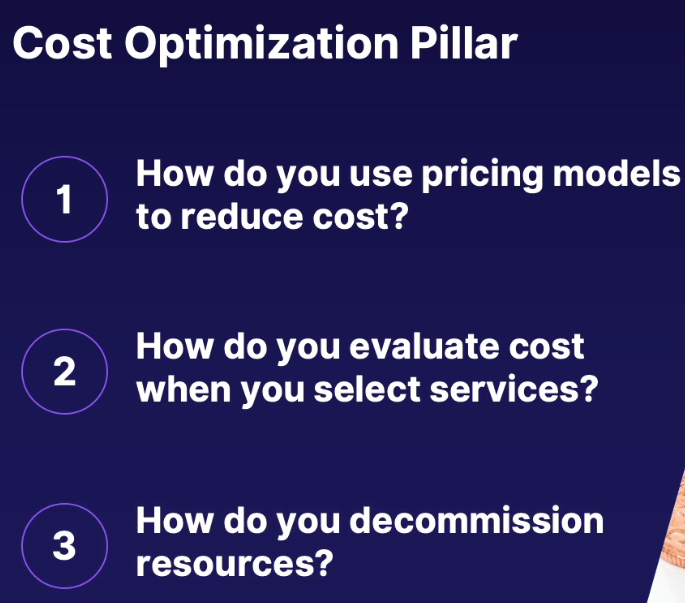 Cost Optimization Pillar
1
How do you use pricing models
to reduce cost?
2
How do you evaluate cost
when you select services?
3
How do you decommission
resources?